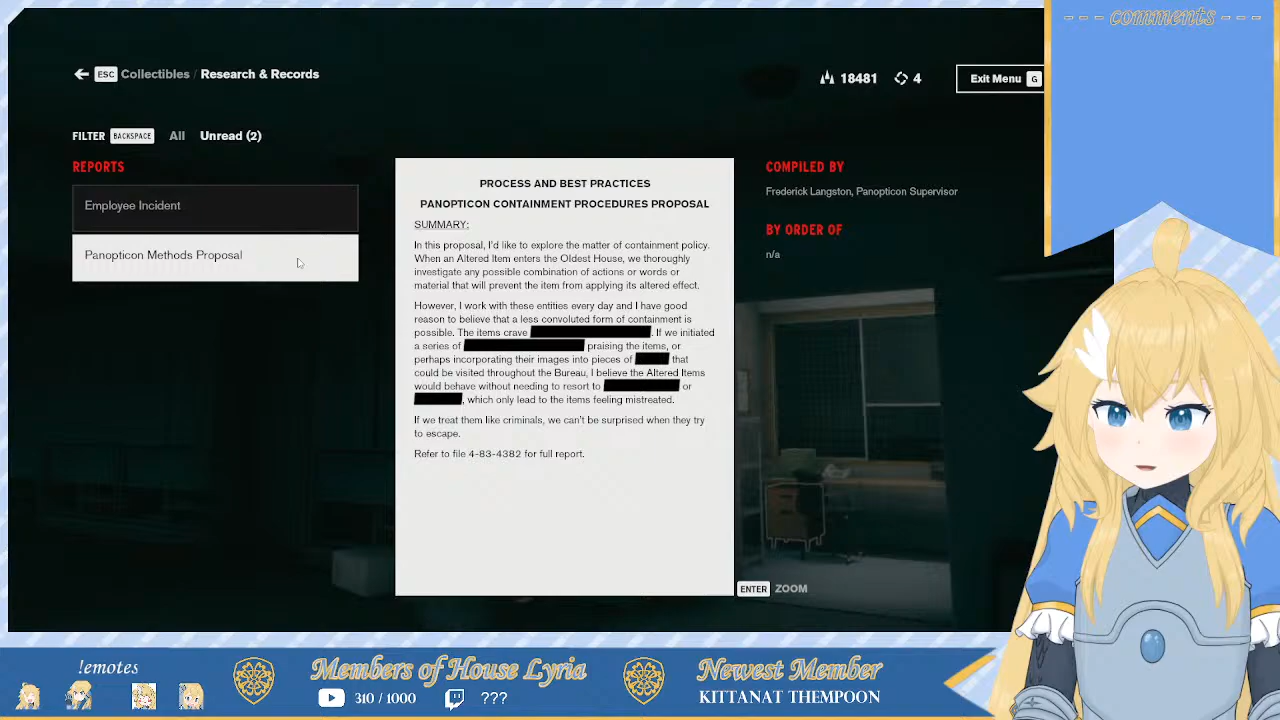 - - - comments - - -
ESC Collectibles / Research & Records
18481
4
Exit Menu G
FILTER BACKSPACE All Unread (2)
REPORTS
Employee Incident
Panopticon Methods Proposal
PROCESS AND BEST PRACTICES
PANOPTICON CONTAINMENT PROCEDURES PROPOSAL
SUMMARY:
In this proposal, I'd like to explore the matter of containment policy.
When an Altered Item enters the Oldest House, we thoroughly
investigate any possible combination of actions or words or
material that will prevent the item from applying its altered effect.
However, I work with these entities every day and I have good
reason to believe that a less convoluted form of containment is
possible. The items crave . If we initiated
a series of praising the items, or
perhaps incorporating their images into pieces of that
could be visited throughout the Bureau, I believe the Altered Items
would behave without needing to resort to or
, which only lead to the items feeling mistreated.
If we treat them like criminals, we can't be surprised when they try
to escape.
Refer to file 4-83-4382 for full report.
COMPILED BY
Frederick Langston, Panopticon Supervisor
BY ORDER OF
n/a
ENTER ZOOM
!emotes
Members of House Lyria
310 / 1000
???
Newest Member
KITTANAT THEMPOON